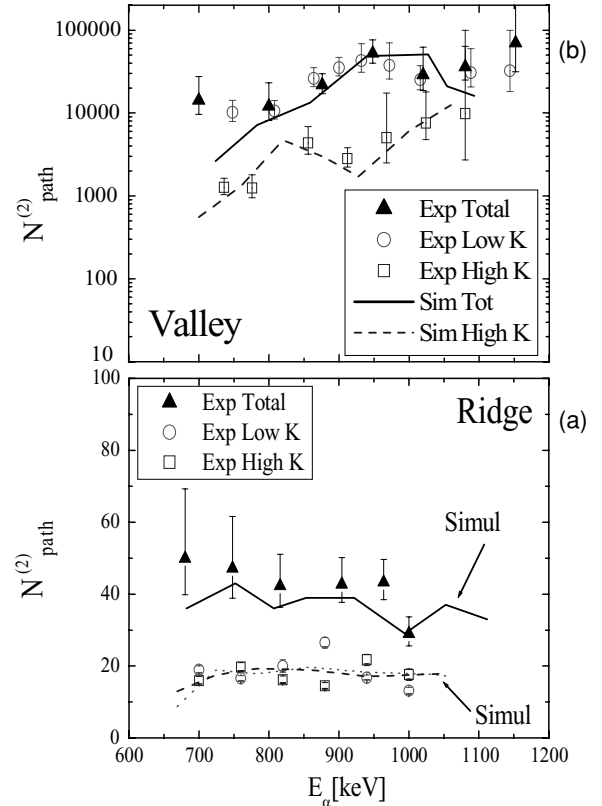 (b)
100000
10000
1000
100
10
N(2)path
Exp Total
Exp Low K
Exp High K
Sim Tot
Sim High K
Valley
(a)
100
80
60
40
20
0
N(2)path
Exp Total
Exp Low K
Exp High K
Ridge
Simul
Simul
600 700 800 900 1000 1100 1200
Eα[keV]